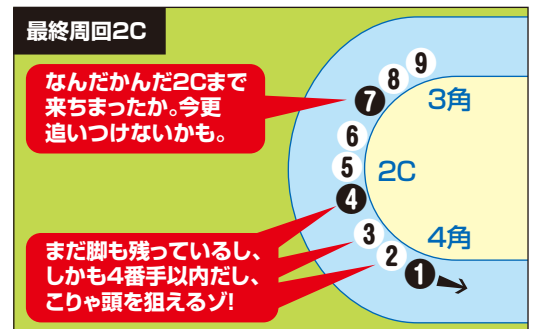 最終周回2C
なんだかんだ2Cまで
来ちまったか。今更
追いつけないかも。
9
8
7
3角
6
5
2C
4
3
4角
2
1
まだ脚も残っているし、
しかも4番手以内だし、
こりゃ頭を狙えるゾ!